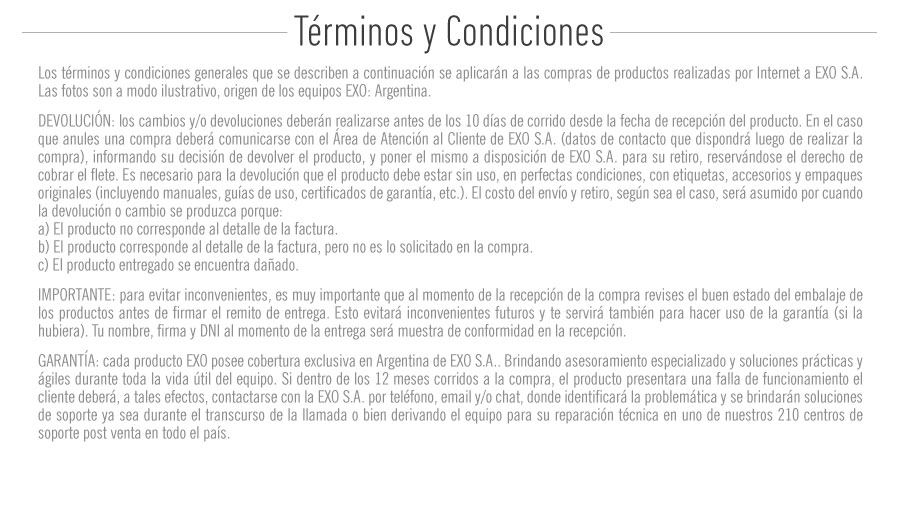 Términos y Condiciones
Los términos y condiciones generales que se describen a continuación se aplicarán a las compras de productos realizadas por Internet a EXO S.A.
Las fotos son a modo ilustrativo, origen de los equipos EXO: Argentina.
DEVOLUCIÓN: los cambios y/o devoluciones deberán realizarse antes de los 10 días de corrido desde la fecha de recepción del producto. En el caso
que anules una compra deberá comunicarse con el Área de Atención al Cliente de EXO S.A. (datos de contacto que dispondrá luego de realizar la
compra), informando su decisión de devolver el producto, y poner el mismo a disposición de EXO S.A. para su retiro, reservándose el derecho de
cobrar el flete. Es necesario para la devolución que el producto debe estar sin uso, en perfectas condiciones, con etiquetas, accesorios y empaques
originales (incluyendo manuales, guías de uso, certificados de garantía, etc.). El costo del envío y retiro, según sea el caso, será asumido por cuando
la devolución o cambio se produzca porque:
a) El producto no corresponde al detalle de la factura.
b) El producto corresponde al detalle de la factura, pero no es lo solicitado en la compra.
c) El producto entregado se encuentra dañado.
IMPORTANTE: para evitar inconvenientes, es muy importante que al momento de la recepción de la compra revises el buen estado del embalaje de
los productos antes de firmar el remito de entrega. Esto evitará inconvenientes futuros y te servirá también para hacer uso de la garantía (si la
hubiera). Tu nombre, firma y DNI al momento de la entrega será muestra de conformidad en la recepción.
GARANTÍA: cada producto EXO posee cobertura exclusiva en Argentina de EXO S.A.. Brindando asesoramiento especializado y soluciones prácticas y
ágiles durante toda la vida útil del equipo. Si dentro de los 12 meses corridos a la compra, el producto presentara una falla de funcionamiento el
cliente deberá, a tales efectos, contactarse con la EXO S.A. por teléfono, email y/o chat, donde identificará la problemática y se brindarán soluciones
de soporte ya sea durante el transcurso de la llamada o bien derivando el equipo para su reparación técnica en uno de nuestros 210 centros de
soporte post venta en todo el país.